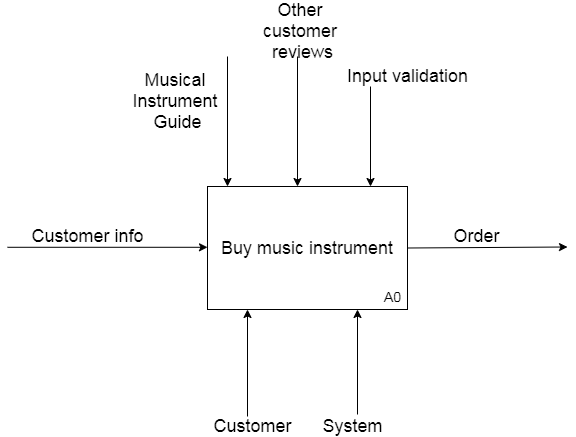 Other
customer
reviews
Musical
Instrument
Guide
Input validation
Customer info
Buy music instrument
Order
A0
Customer
System